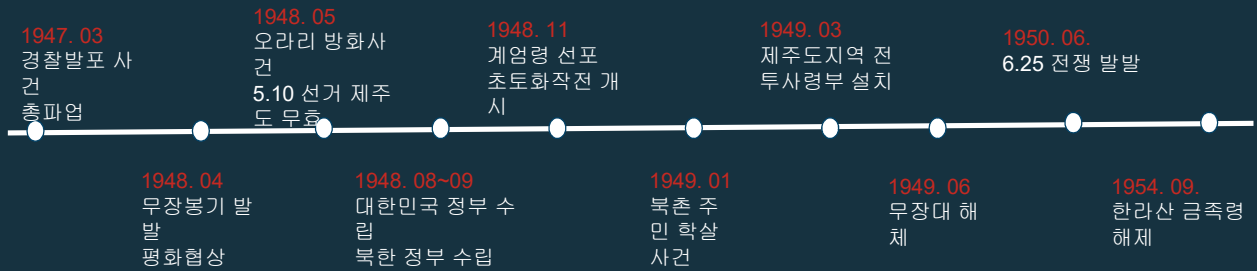 1947. 03
경찰발포 사
건
총파업
1948. 04
무장봉기 발
발
평화협상
1948. 05
오라리 방화사
건
5.10 선거 제주
도 무효
1948. 08~09
대한민국 정부 수
립
북한 정부 수립
1948. 11
계엄령 선포
초토화작전 개
시
1949. 01
북촌 주
민 학살
사건
1949. 03
제주도지역 전
투사령부 설치
1949. 06
무장대 해
체
1950. 06.
6.25 전쟁 발발
1954. 09.
한라산 금족령
해제